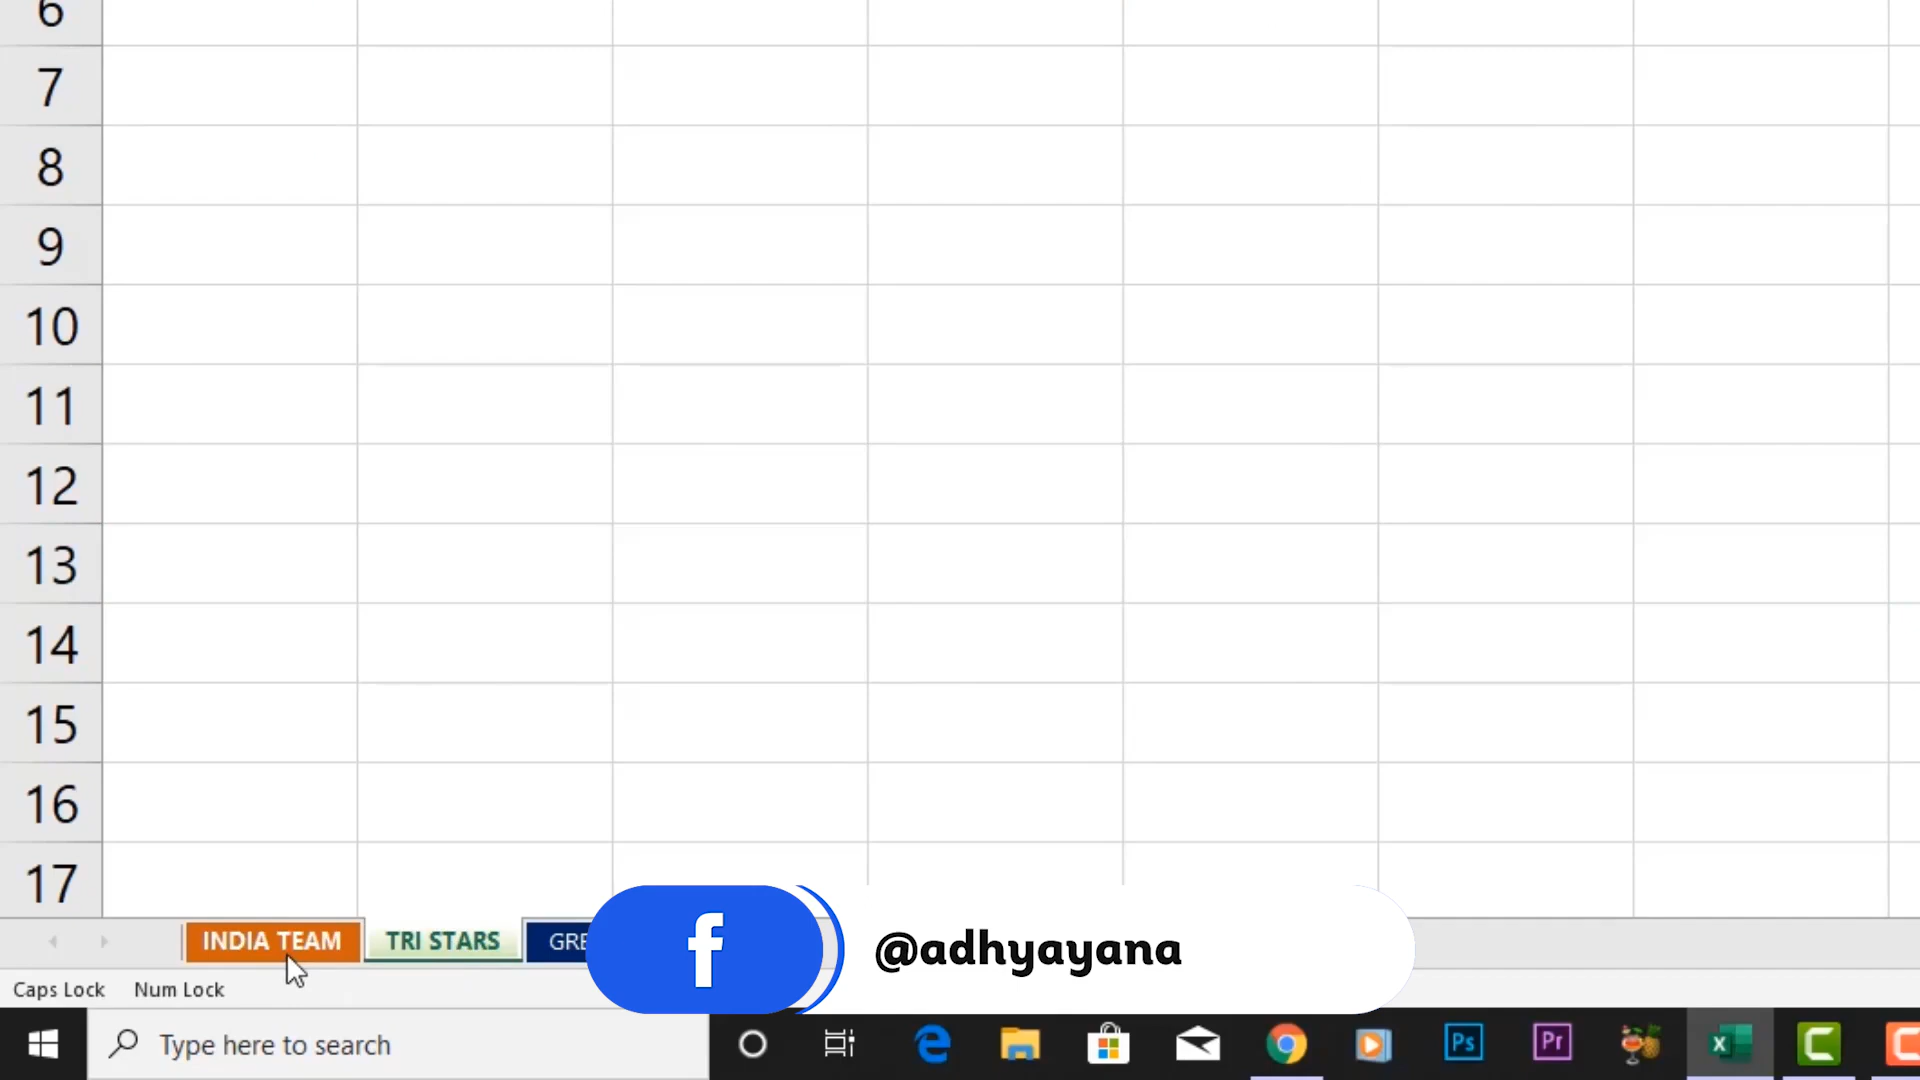 6
7
8
9
10
11
12
13
14
15
16
17
INDIA TEAM TRI STARS GRE
f @adhyayana
Caps Lock Num Lock
Type here to search
Ps Pr